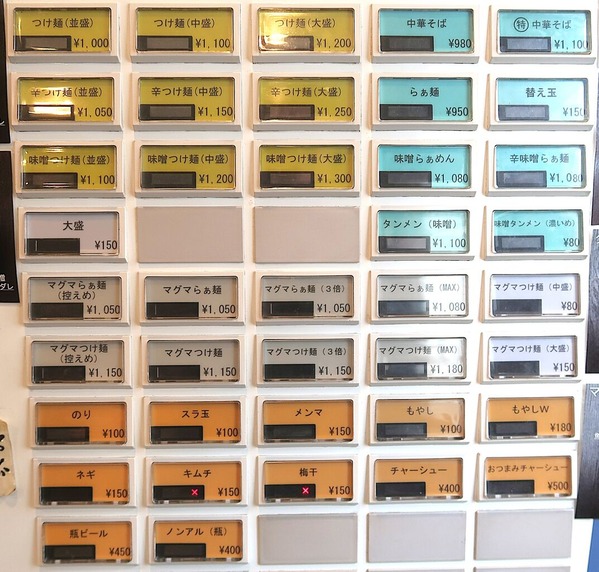 つけ麺(並盛) ¥1,000
つけ麺(中盛) ¥1,100
つけ麺(大盛) ¥1,200
中華そば ¥980
特 中華そば ¥1,100
辛つけ麺(並盛) ¥1,050
辛つけ麺(中盛) ¥1,150
辛つけ麺(大盛) ¥1,250
らぁ麺 ¥950
替え玉 ¥150
味噌つけ麺(並盛) ¥1,100
味噌つけ麺(中盛) ¥1,200
味噌つけ麺(大盛) ¥1,300
味噌らぁめん ¥1,080
辛味噌らぁ麺 ¥1,080
大盛 ¥150
タンメン(味噌) ¥1,100
味噌タンメン(濃いめ) ¥80
マグマらぁ麺
(控えめ) ¥1,050
マグマらぁ麺 ¥1,050
マグマらぁ麺(3倍) ¥1,050
マグマらぁ麺(MAX) ¥1,080
マグマつけ麺(中盛) ¥80
マグマつけ麺
(控えめ) ¥1,150
マグマつけ麺 ¥1,150
マグマつけ麺(3倍) ¥1,150
マグマつけ麺(MAX) ¥1,180
マグマつけ麺(大盛) ¥150
のり ¥100
スラ玉 ¥100
メンマ ¥150
もやし ¥100
もやしW ¥180
ネギ ¥150
キムチ ¥150
梅干 ¥150
チャーシュー ¥400
おつまみチャーシュー ¥500
瓶ビール ¥450
ノンアル(瓶) ¥400